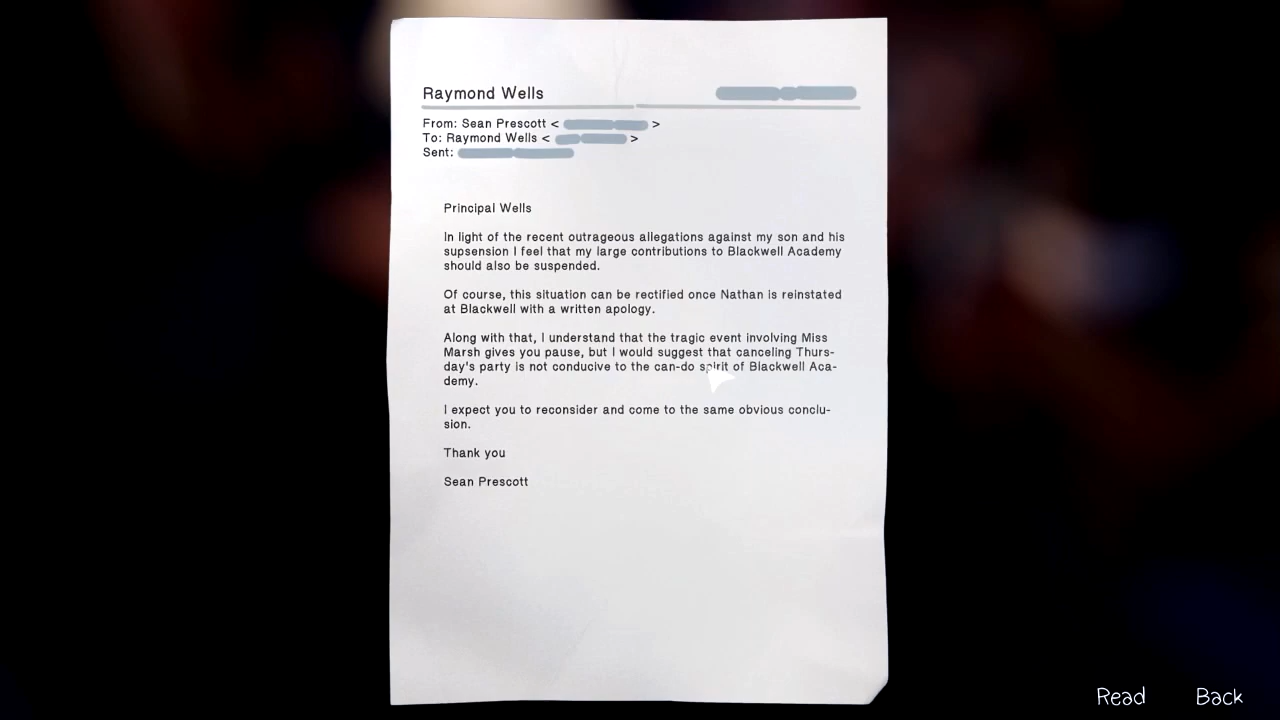 Raymond Wells
From: Sean Prescott < >
To: Raymond Wells < >
Sent:
Principal Wells
In light of the recent outrageous allegations against my son and his
supsension I feel that my large contributions to Blackwell Academy
should also be suspended.
Of course, this situation can be rectified once Nathan is reinstated
at Blackwell with a written apology.
Along with that, I understand that the tragic event involving Miss
Marsh gives you pause, but I would suggest that canceling Thurs-
day's party is not conducive to the can-do spirit of Blackwell Aca-
demy.
I expect you to reconsider and come to the same obvious conclu-
sion.
Thank you
Sean Prescott
Read Back